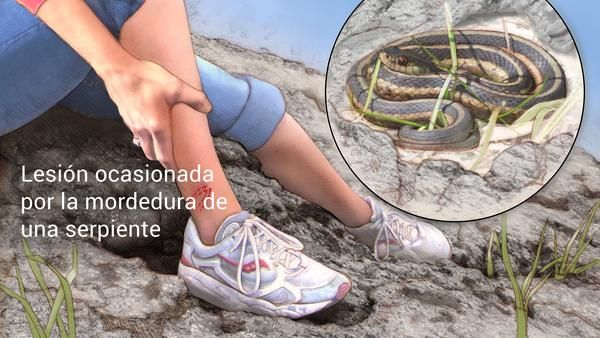 Lesión ocasionada
por la mordedura de
una serpiente